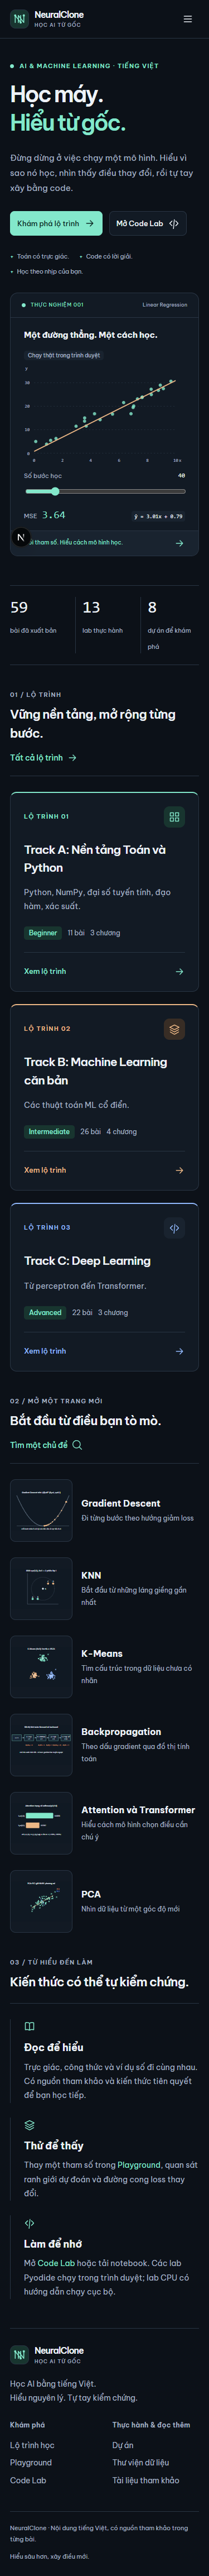 NeuralClone
HỌC AI TỪ GỐC
AI & MACHINE LEARNING · TIẾNG VIỆT
Học máy.
Hiểu từ gốc.
Đừng dừng ở việc chạy một mô hình. Hiểu vì
sao nó học, nhìn thấy điều thay đổi, rồi tự tay
xây bằng code.
Khám phá lộ trình
Mở Code Lab
Toán có trực giác.
Code có lời giải.
Học theo nhịp của bạn.
THỰC NGHIỆM 001
Linear Regression
Một đường thẳng. Một cách học.
Chạy thật trong trình duyệt
Số bước học
40
MSE 3.64
ŷ = 3.01x + 0.79
tham số. Hiểu cách mô hình học.
59
bài đã xuất bản
13
lab thực hành
8
dự án để khám
phá
01 / LỘ TRÌNH
Vững nền tảng, mở rộng từng
bước.
Tất cả lộ trình
LỘ TRÌNH 01
Track A: Nền tảng Toán và
Python
Python, NumPy, đại số tuyến tính, đạo
hàm, xác suất.
Beginner 11 bài 3 chương
Xem lộ trình
LỘ TRÌNH 02
Track B: Machine Learning
căn bản
Các thuật toán ML cổ điển.
Intermediate 26 bài 4 chương
Xem lộ trình
LỘ TRÌNH 03
Track C: Deep Learning
Từ perceptron đến Transformer.
Advanced 22 bài 3 chương
Xem lộ trình
02 / MỞ MỘT TRANG MỚI
Bắt đầu từ điều bạn tò mò.
Tìm một chủ đề
Gradient Descent
Đi từng bước theo hướng giảm loss
KNN
Bắt đầu từ những láng giềng gần
nhất
K-Means
Tìm cấu trúc trong dữ liệu chưa có
nhãn
Backpropagation
Theo dấu gradient qua đồ thị tính
toán
Attention và Transformer
Hiểu cách mô hình chọn điều cần
chú ý
PCA
Nhìn dữ liệu từ một góc độ mới
03 / TỪ HIỂU ĐẾN LÀM
Kiến thức có thể tự kiểm chứng.
Đọc để hiểu
Trực giác, công thức và ví dụ số đi cùng nhau.
Có nguồn tham khảo và kiến thức tiên quyết
để bạn học tiếp.
Thử để thấy
Thay một tham số trong Playground, quan sát
ranh giới dự đoán và đường cong loss thay
đổi.
Làm để nhớ
Mở Code Lab hoặc tải notebook. Các lab
Pyodide chạy trong trình duyệt; lab CPU có
hướng dẫn chạy cục bộ.
NeuralClone
HỌC AI TỪ GỐC
Học AI bằng tiếng Việt.
Hiểu nguyên lý. Tự tay kiểm chứng.
Khám phá
Thực hành & đọc thêm
Lộ trình học
Dự án
Playground
Thư viện dữ liệu
Code Lab
Tài liệu tham khảo
NeuralClone · Nội dung tiếng Việt, có nguồn tham khảo trong
từng bài.
Hiểu sâu hơn, xây điều mới.